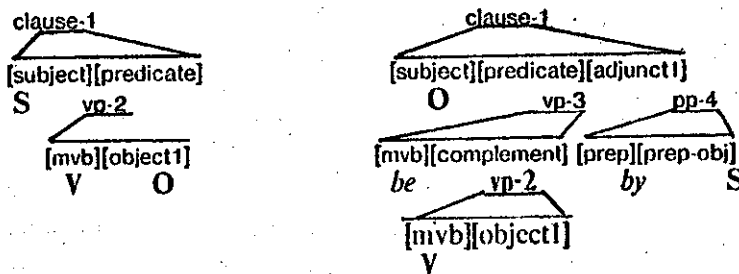 clause-1
[subject][predicate]
S
vp-2
[mvb][object1]
V O
clause-1
[subject][predicate][adjunct1]
O
vp-3 pp-4
[mvb][complement] [prep][prep-obj]
be by S
vp-2
[mvb][object1]
V